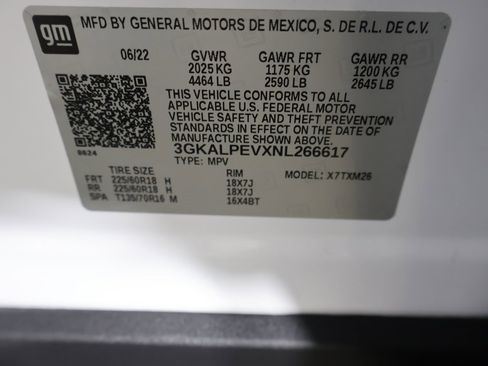 gm
MFD BY GENERAL MOTORS DE MEXICO, S. DE R.L. DE C.V.
06/22 GVWR GAWR FRT GAWR RR
2025 KG 1175 KG 1200 KG
4464 LB 2590 LB 2645 LB
THIS VEHICLE CONFORMS TO ALL
APPLICABLE U.S. FEDERAL MOTOR
VEHICLE SAFETY AND THEFT PREVENTION
STANDARDS IN EFFECT ON THE DATE OF
MANUFACTURE SHOWN ABOVE.
3GKALPEVXNL266617
TYPE: MPV
MODEL: X7TXM26
8624
TIRE SIZE RIM
FRT 225/60R18 H 18X7J
RR 225/60R18 H 18X7J
SPA T135/70R16 M 16X4BT